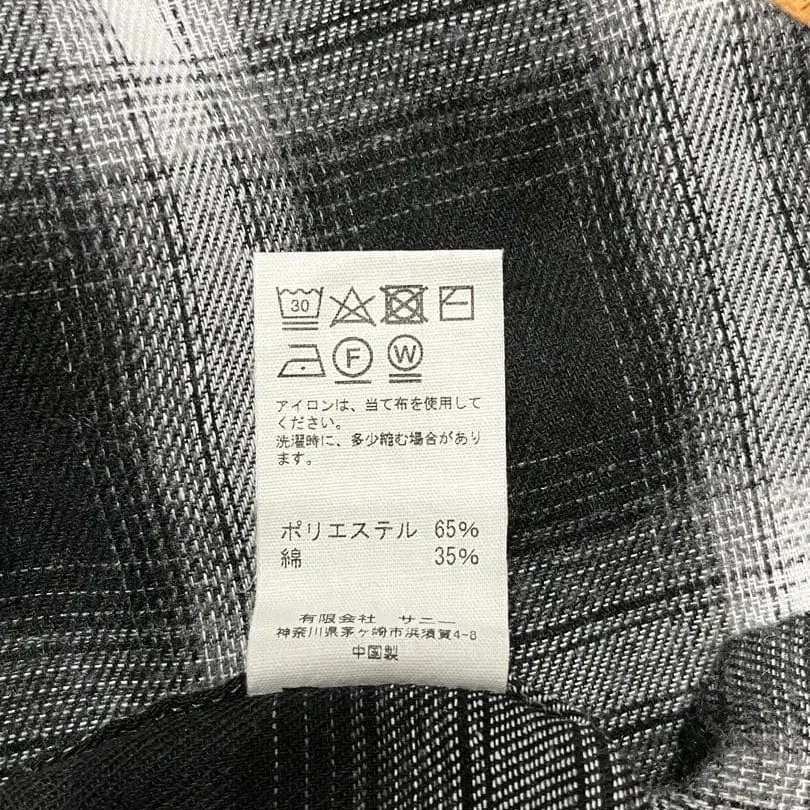 30
F W
アイロンは、当て布を使用して
ください。
洗濯時に、多少縮む場合があり
ます。
ポリエステル 65%
綿 35%
有限会社 サニー
神奈川県茅ヶ崎市浜須賀4-8
中国製